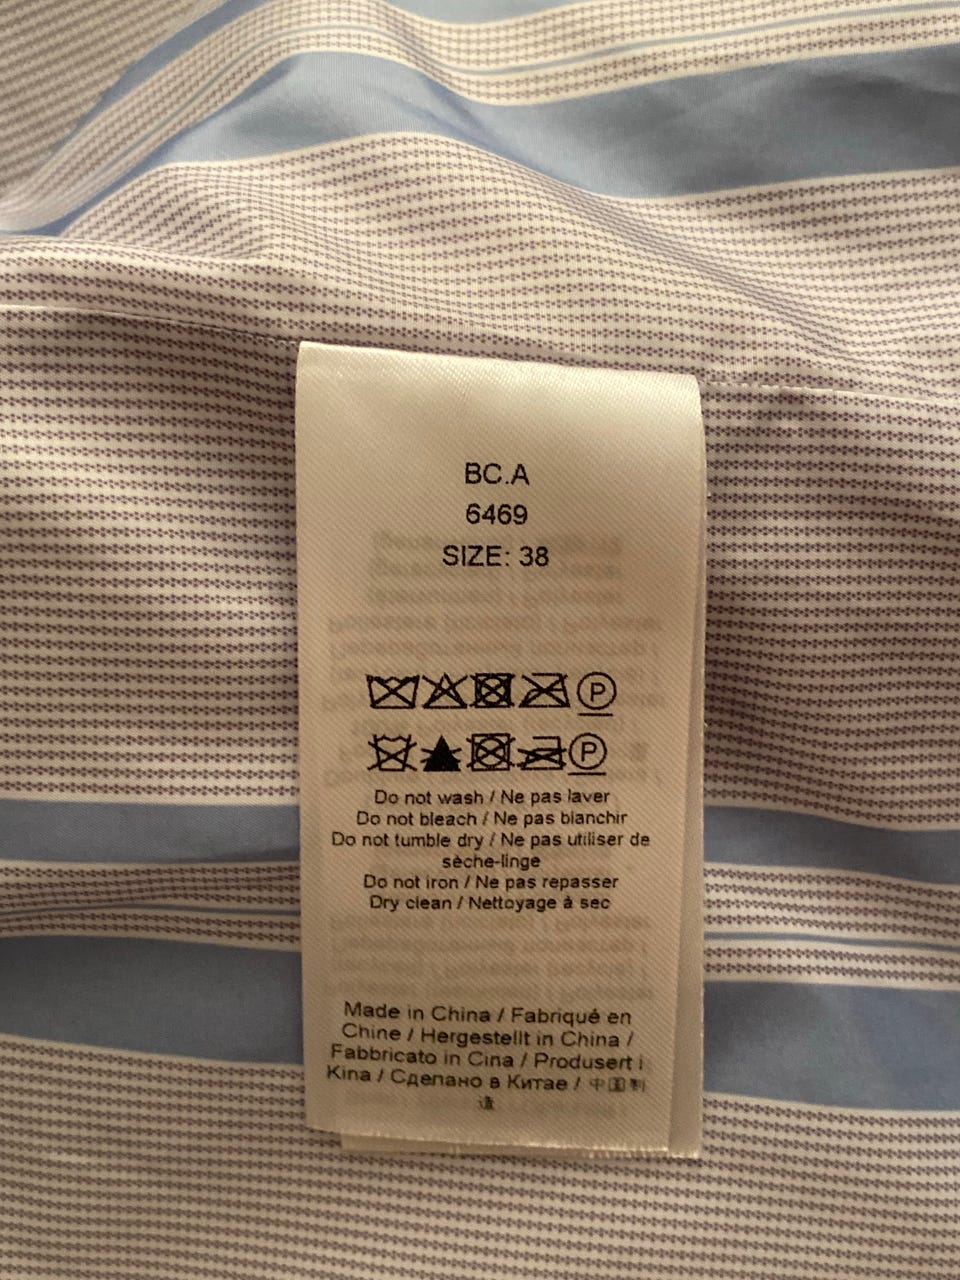 BC.A
6469
SIZE: 38
P
P
Do not wash / Ne pas laver
Do not bleach / Ne pas blanchir
Do not tumble dry / Ne pas utiliser de
sèche-linge
Do not iron / Ne pas repasser
Dry clean / Nettoyage à sec
Made in China / Fabriqué en
Chine / Hergestellt in China /
Fabbricato in Cina / Produsert i
Kina / Сделано в Китае / 中国制
造